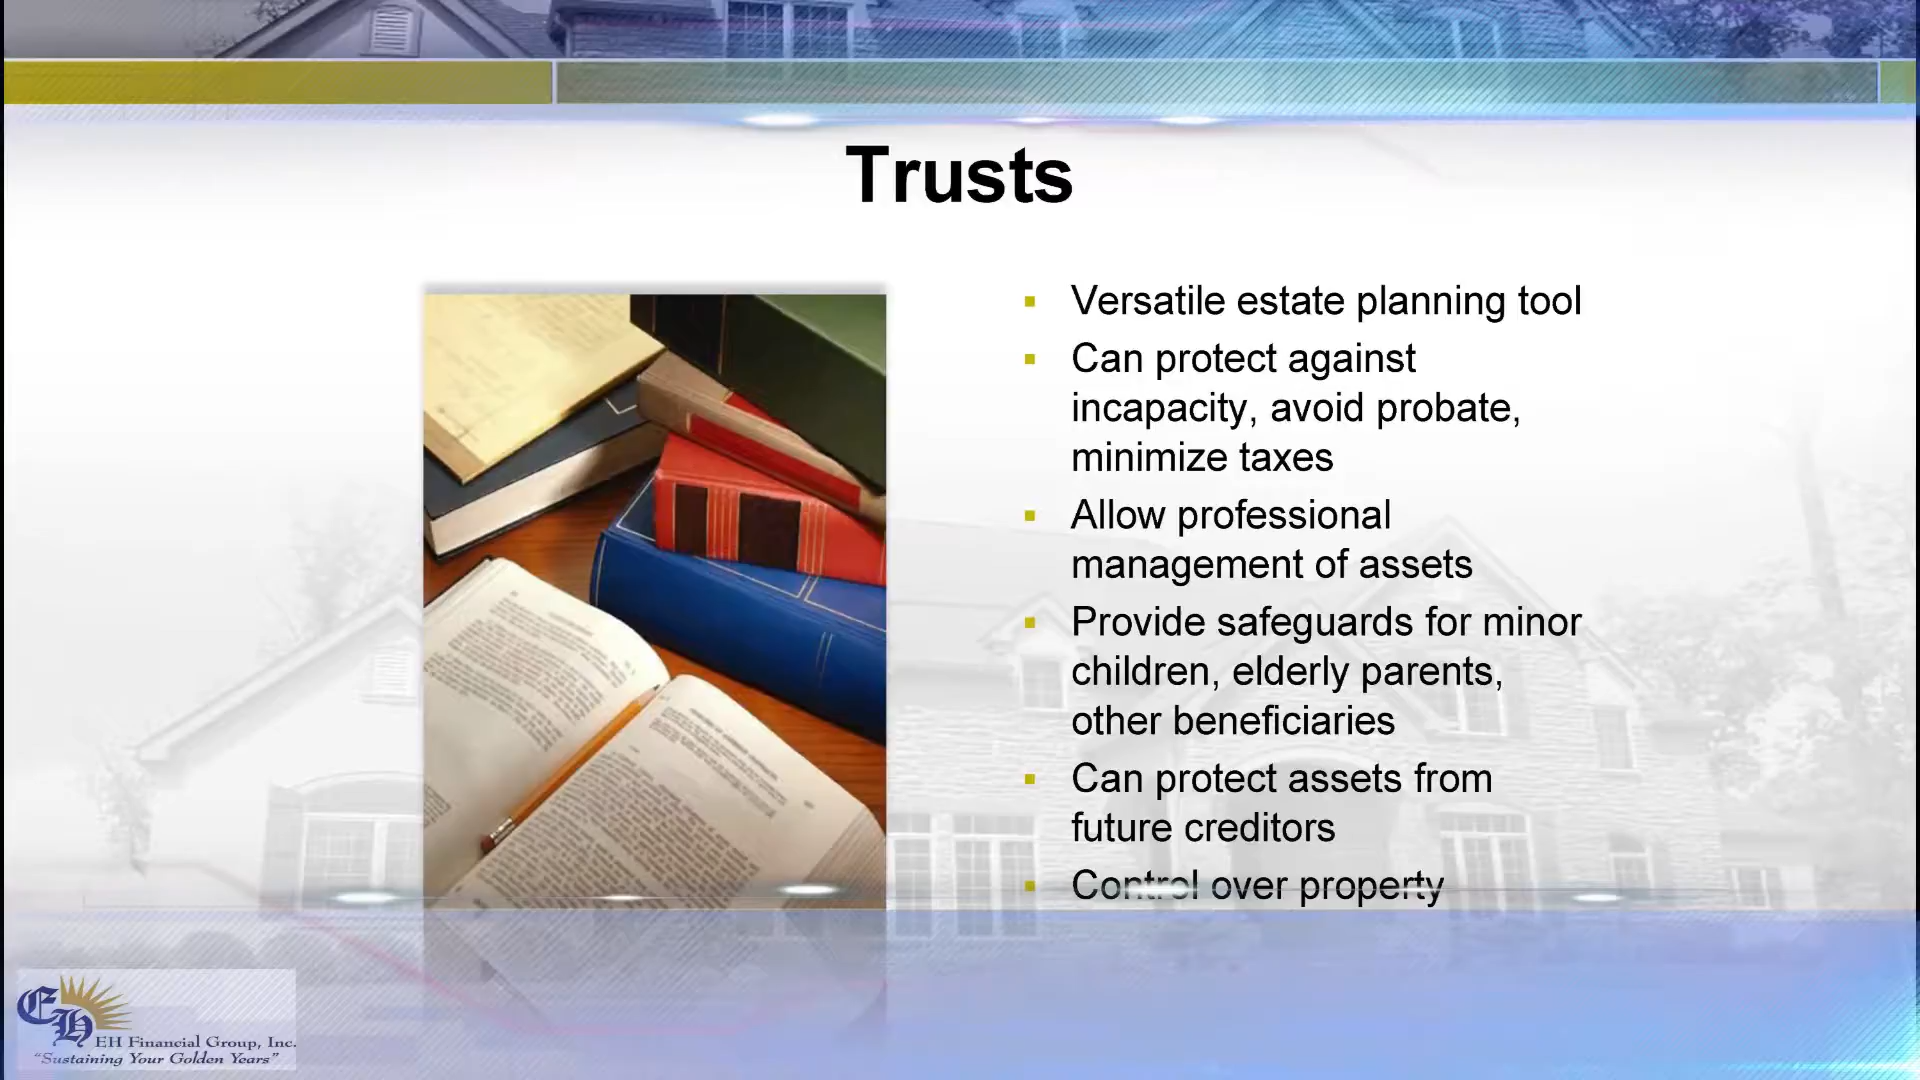 Trusts
Versatile estate planning tool
Can protect against
incapacity, avoid probate,
minimize taxes
Allow professional
management of assets
Provide safeguards for minor
children, elderly parents,
other beneficiaries
Can protect assets from
future creditors
Control over property
EH
EH Financial Group, Inc.
“Sustaining Your Golden Years”